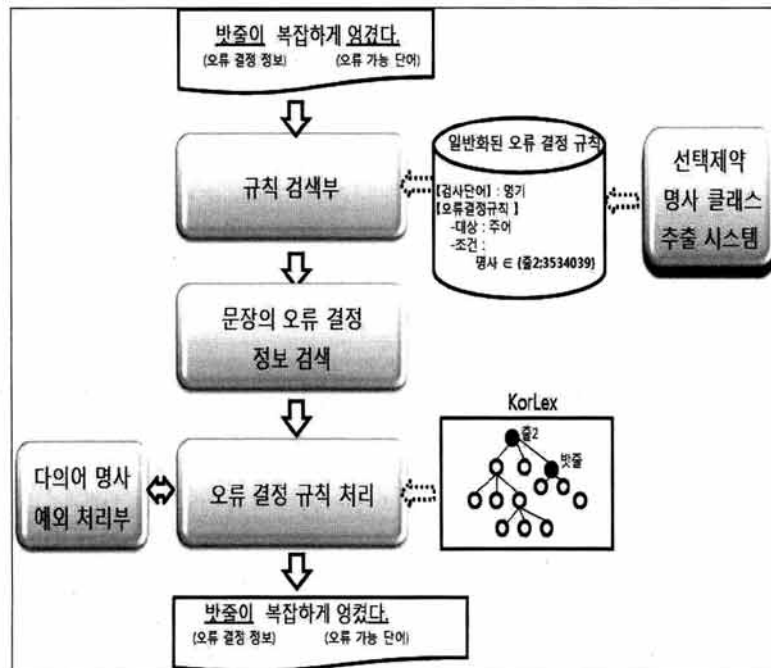 밧줄이 복잡하게 엉겼다.
(오류 결정 정보) (오류 가능 단어)
규칙 검색부
일반화된 오류 결정 규칙
【검사단어】 : 엉기
【오류결정규칙 】
-대상 : 주어
-조건 :
명사 ∈ {줄2:3534039}
선택제약
명사 클래스
추출 시스템
문장의 오류 결정
정보 검색
KorLex
줄2
밧줄
다의어 명사
예외 처리부
오류 결정 규칙 처리
밧줄이 복잡하게 엉켰다.
(오류 결정 정보) (오류 가능 단어)